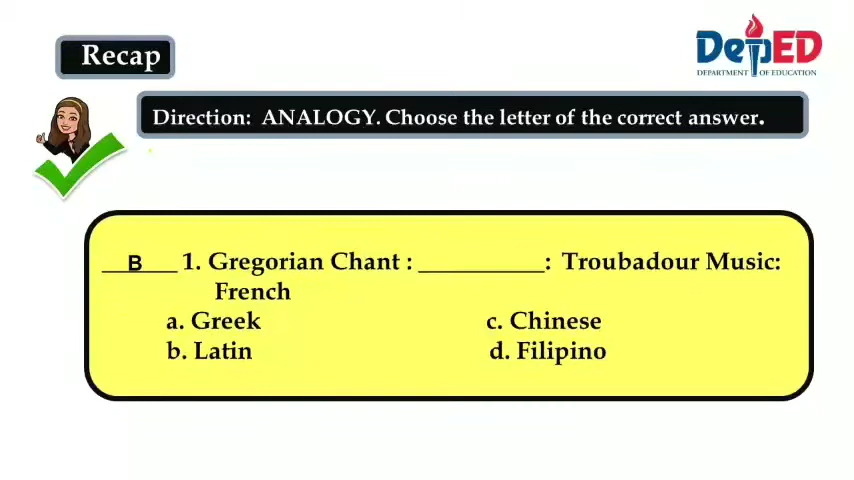 Recap
DepED
DEPARTMENT OF EDUCATION
Direction: ANALOGY. Choose the letter of the correct answer.
___B___ 1. Gregorian Chant : __________: Troubadour Music:
French
a. Greek c. Chinese
b. Latin d. Filipino